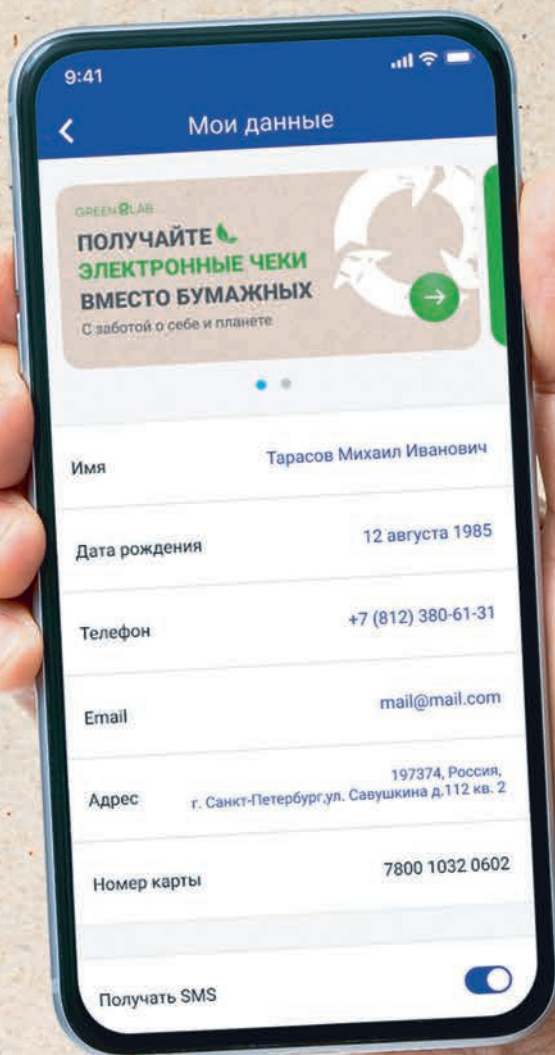 9:41
Мои данные
GREEN LAB
ПОЛУЧАЙТЕ
ЭЛЕКТРОННЫЕ ЧЕКИ
ВМЕСТО БУМАЖНЫХ
С заботой о себе и планете
Имя Тарасов Михаил Иванович
Дата рождения 12 августа 1985
Телефон +7 (812) 380-61-31
Email mail@mail.com
Адрес 197374, Россия,
г. Санкт-Петербург,ул. Савушкина д.112 кв. 2
Номер карты 7800 1032 0602
Получать SMS